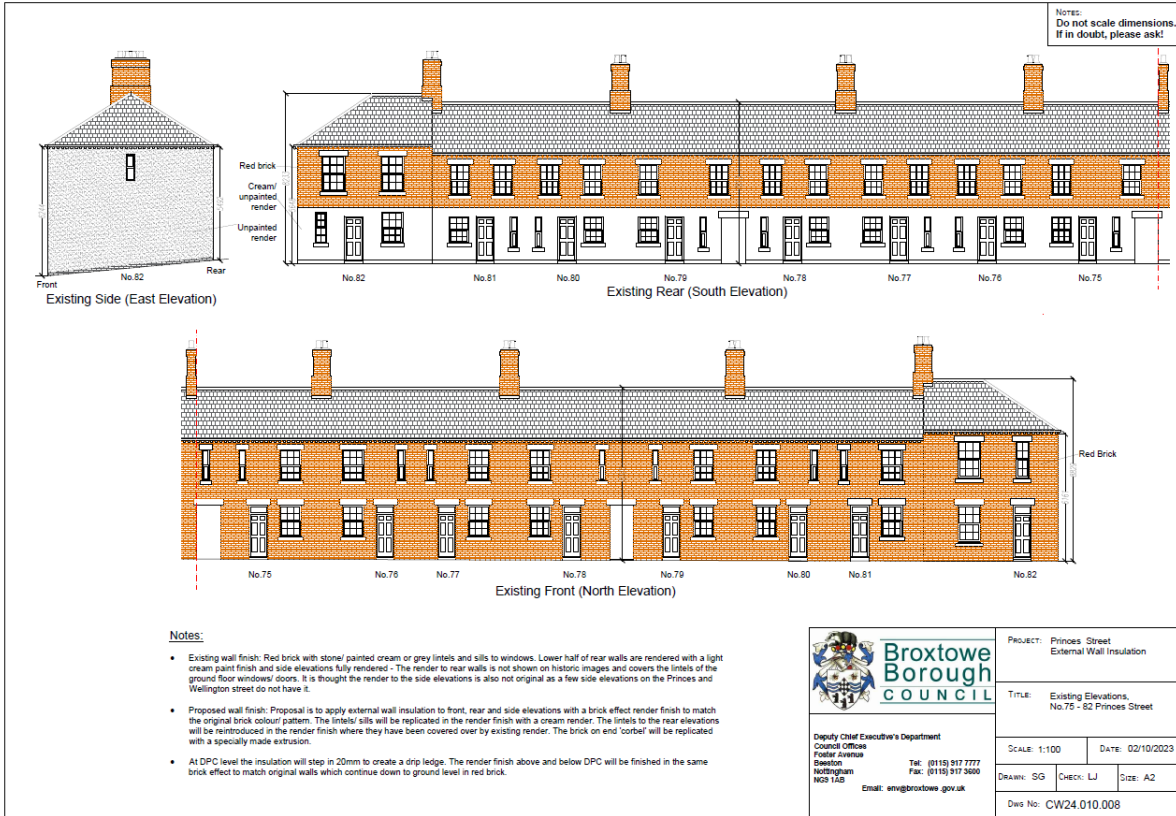 NOTES:
Do not scale dimensions.
If in doubt, please ask!
Red brick
Cream/
unpainted
render
Unpainted
render
Front
No.82
Rear
Existing Side (East Elevation)
No.82
No.81
No.80
No.79
No.78
No.77
No.76
No.75
Existing Rear (South Elevation)
Red Brick
No.75
No.76
No.77
No.78
No.79
No.80
No.81
No.82
Existing Front (North Elevation)
Notes:
• Existing wall finish: Red brick with stone/ painted cream or grey lintels and sills to windows. Lower half of rear walls are rendered with a light
cream paint finish and side elevations fully rendered - The render to rear walls is not shown on historic images and covers the lintels of the
ground floor windows/ doors. It is thought the render to the side elevations is also not original as a few side elevations on the Princes and
Wellington street do not have it.
• Proposed wall finish: Proposal is to apply external wall insulation to front, rear and side elevations with a brick effect render finish to match
the original brick colour/ pattern. The lintels/ sills will be replicated in the render finish with a cream render. The lintels to the rear elevations
will be reintroduced in the render finish where they have been covered over by existing render. The brick on end 'corbel' will be replicated
with a specially made extrusion.
• At DPC level the insulation will step in 20mm to create a drip ledge. The render finish above and below DPC will be finished in the same
brick effect to match original walls which continue down to ground level in red brick.
Broxtowe
Borough
COUNCIL
Deputy Chief Executive's Department
Council Offices
Foster Avenue
Beeston Tel: (0115) 917 7777
Nottingham Fax: (0115) 917 3600
NG9 1AB
Email: env@broxtowe .gov.uk
PROJECT: Princes Street
External Wall Insulation
TITLE: Existing Elevations,
No.75 - 82 Princes Street
SCALE: 1:100 DATE: 02/10/2023
DRAWN: SG CHECK: LJ SIZE: A2
DWG NO: CW24.010.008